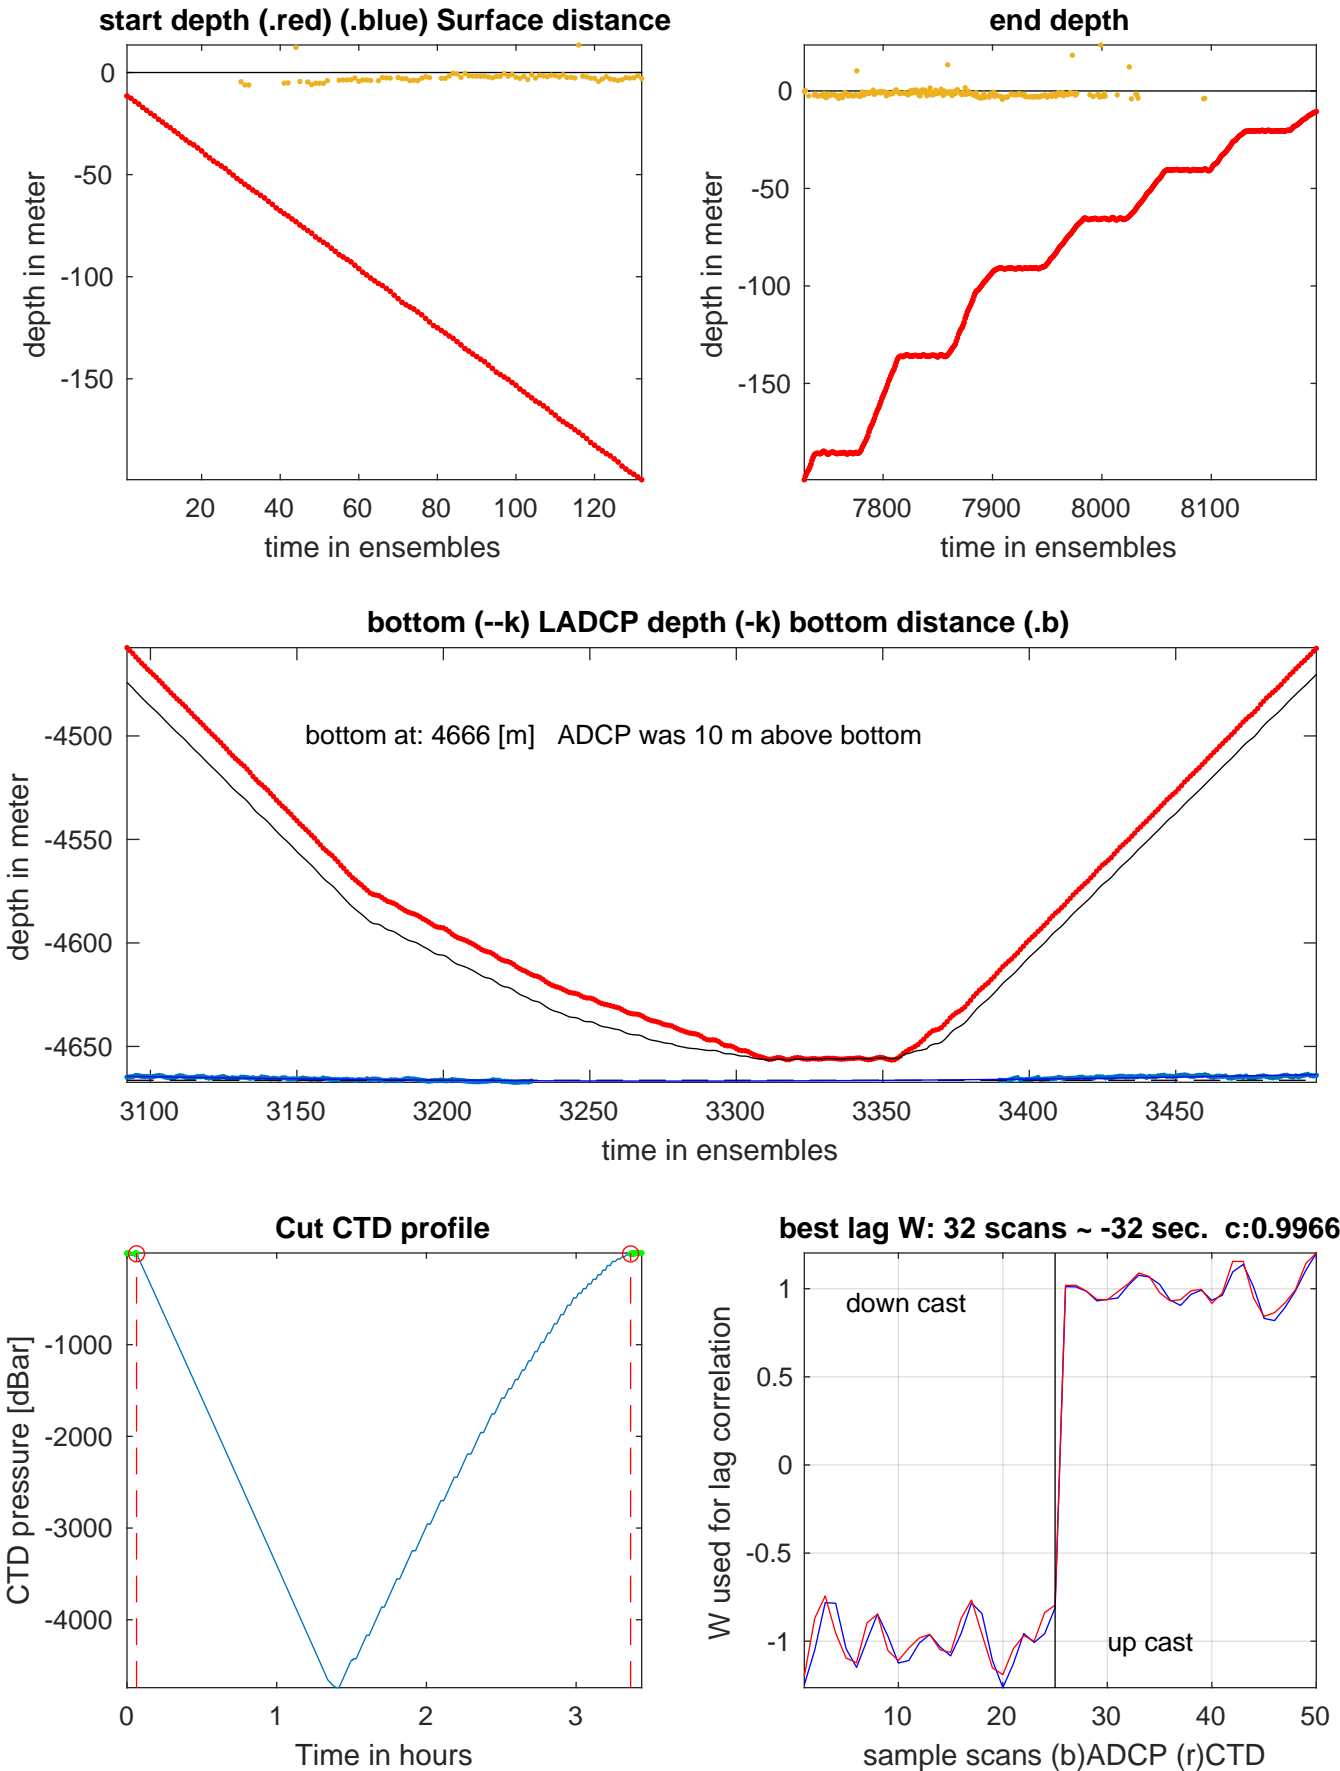 start depth (.red) (.blue) Surface distance
0
-50
-100
-150
depth in meter
20 40 60 80 100 120
time in ensembles
end depth
0
-50
-100
-150
depth in meter
7800 7900 8000 8100
time in ensembles
bottom (--k) LADCP depth (-k) bottom distance (.b)
bottom at: 4666 [m] ADCP was 10 m above bottom
-4500
-4550
-4600
-4650
depth in meter
3100 3150 3200 3250 3300 3350 3400 3450
time in ensembles
Cut CTD profile
-1000
-2000
-3000
-4000
CTD pressure [dBar]
0 1 2 3
Time in hours
best lag W: 32 scans ~ -32 sec. c:0.9966
1
0.5
0
-0.5
-1
W used for lag correlation
down cast
up cast
10 20 30 40 50
sample scans (b)ADCP (r)CTD